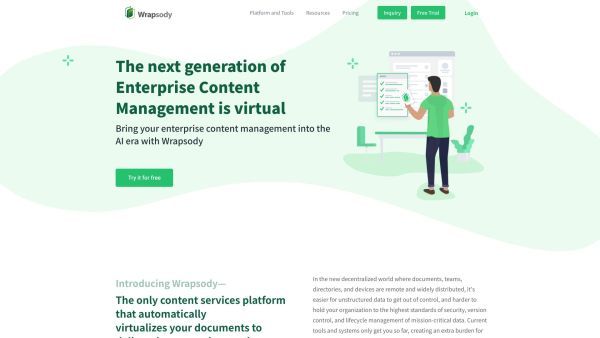 Wrapsody
Platform and Tools
Resources
Pricing
Inquiry
Free Trial
Login
The next generation of
Enterprise Content
Management is virtual
Bring your enterprise content management into the
AI era with Wrapsody
Try it for free
Introducing Wrapsody—
The only content services platform
that automatically
virtualizes your documents to
In the new decentralized world where documents, teams,
directories, and devices are remote and widely distributed, it's
easier for unstructured data to get out of control, and harder to
hold your organization to the highest standards of security, version
control, and lifecycle management of mission-critical data. Current
tools and systems only get you so far, creating an extra burden for